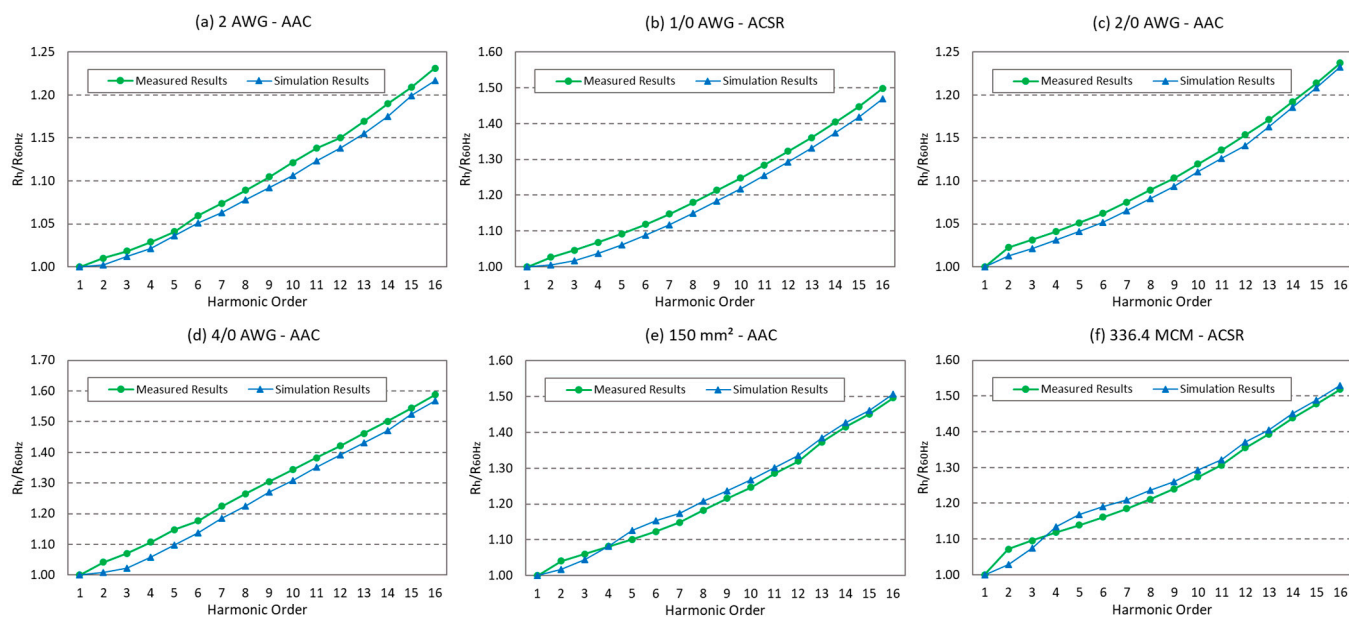 (a) 2 AWG - AAC
Rh/R60Hz
1.25
1.20
1.15
1.10
1.05
1.00
Measured Results
Simulation Results
1 2 3 4 5 6 7 8 9 10 11 12 13 14 15 16
Harmonic Order
(b) 1/0 AWG - ACSR
Rh/R60Hz
1.60
1.50
1.40
1.30
1.20
1.10
1.00
Measured Results
Simulation Results
1 2 3 4 5 6 7 8 9 10 11 12 13 14 15 16
Harmonic Order
(c) 2/0 AWG - AAC
Rh/R60Hz
1.25
1.20
1.15
1.10
1.05
1.00
Measured Results
Simulation Results
1 2 3 4 5 6 7 8 9 10 11 12 13 14 15 16
Harmonic Order
(d) 4/0 AWG - AAC
Rh/R60Hz
1.70
1.60
1.50
1.40
1.30
1.20
1.10
1.00
Measured Results
Simulation Results
1 2 3 4 5 6 7 8 9 10 11 12 13 14 15 16
Harmonic Order
(e) 150 mm² - AAC
Rh/R60Hz
1.60
1.50
1.40
1.30
1.20
1.10
1.00
Measured Results
Simulation Results
1 2 3 4 5 6 7 8 9 10 11 12 13 14 15 16
Harmonic Order
(f) 336.4 MCM - ACSR
Rh/R60Hz
1.60
1.50
1.40
1.30
1.20
1.10
1.00
Measured Results
Simulation Results
1 2 3 4 5 6 7 8 9 10 11 12 13 14 15 16
Harmonic Order